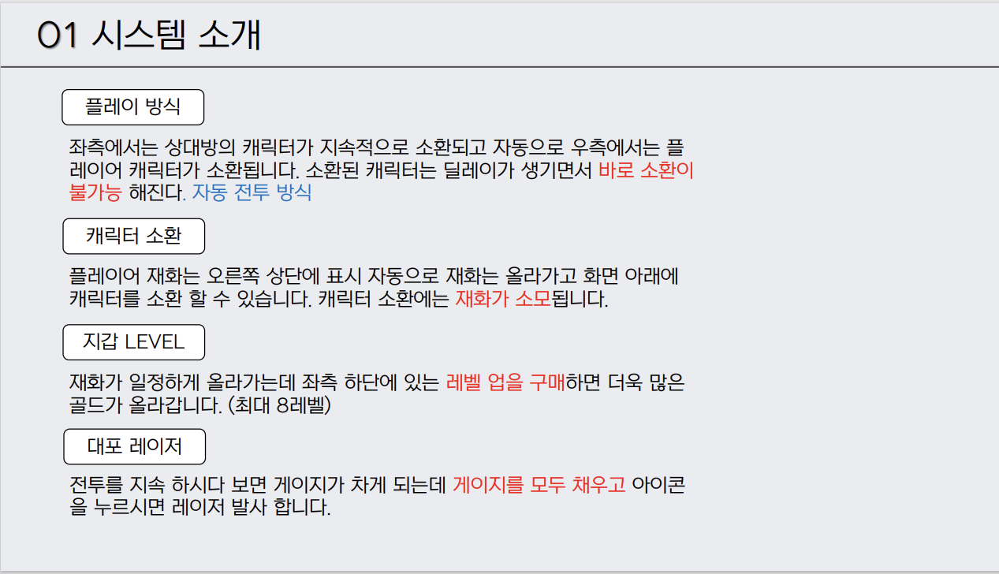 01 시스템 소개
플레이 방식
좌측에서는 상대방의 캐릭터가 지속적으로 소환되고 자동으로 우측에서는 플
레이어 캐릭터가 소환됩니다. 소환된 캐릭터는 딜레이가 생기면서 바로 소환이
불가능 해진다. 자동 전투 방식
캐릭터 소환
플레이어 재화는 오른쪽 상단에 표시 자동으로 재화는 올라가고 화면 아래에
캐릭터를 소환 할 수 있습니다. 캐릭터 소환에는 재화가 소모됩니다.
지갑 LEVEL
재화가 일정하게 올라가는데 좌측 하단에 있는 레벨 업을 구매하면 더욱 많은
골드가 올라갑니다. (최대 8레벨)
대포 레이저
전투를 지속 하시다 보면 게이지가 차게 되는데 게이지를 모두 채우고 아이콘
을 누르시면 레이저 발사 합니다.